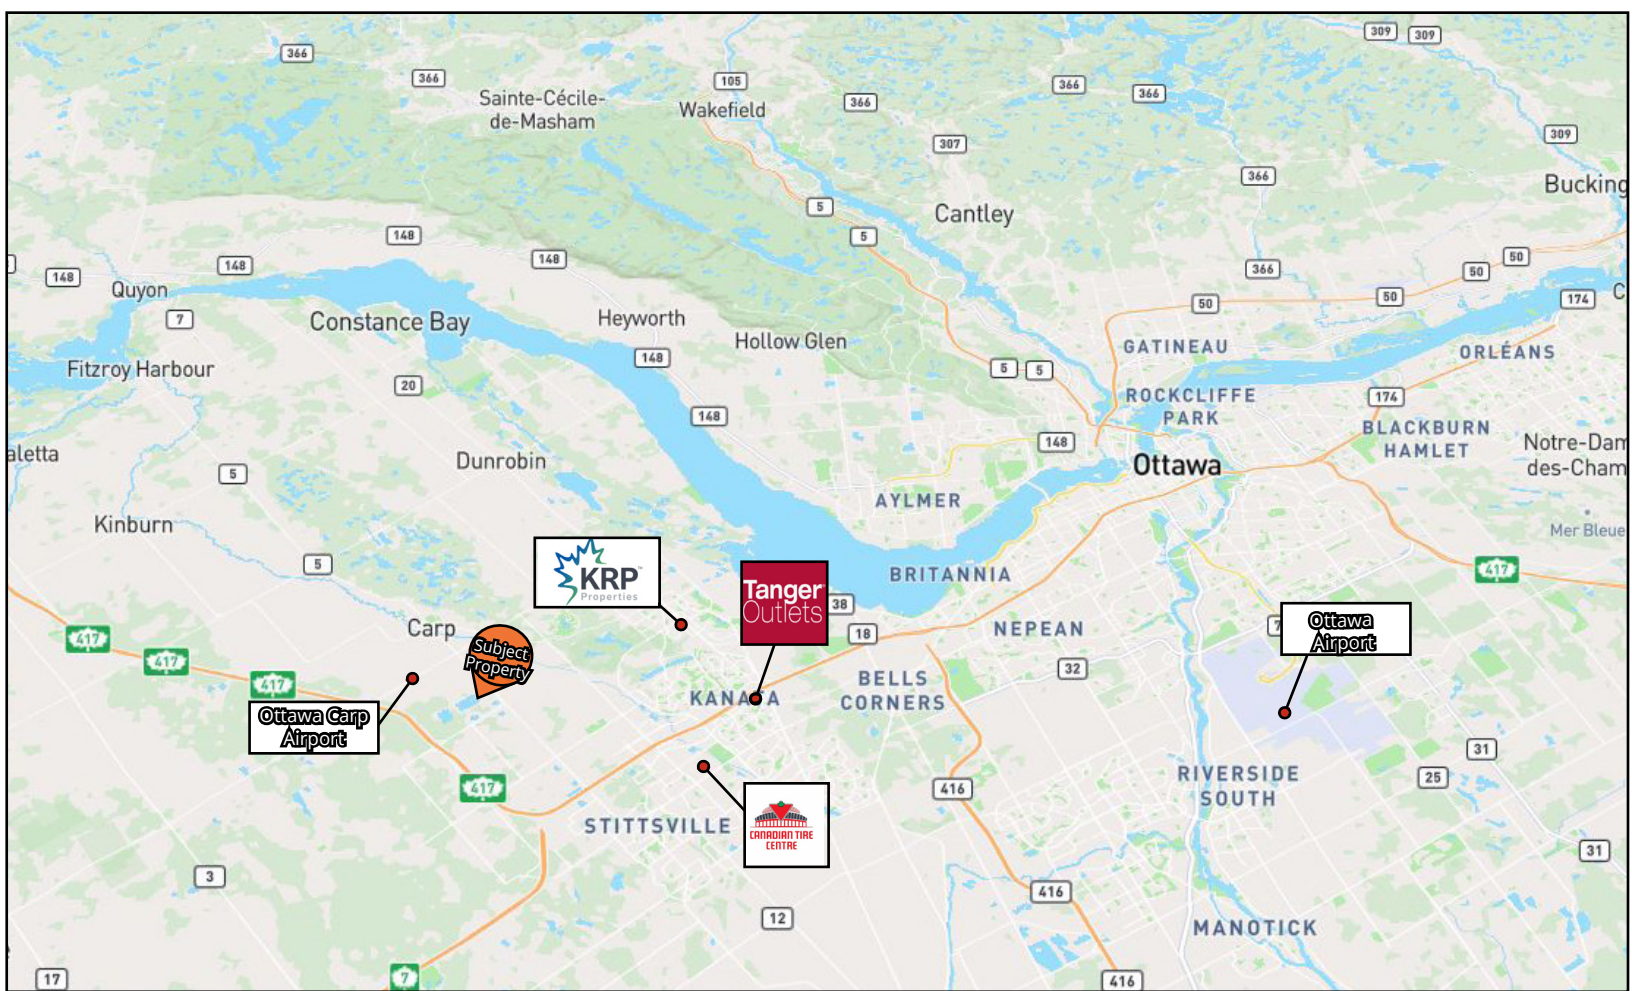 309
309
366
366
105
366
366
Sainte-Cécile-
de-Masham
Wakefield
366
309
307
366
Bucking
5
Cantley
148
5
148
148
148
366
50
50
Quyon
50
50
174
C
7
Constance Bay
Heyworth
Hollow Glen
GATINEAU
ORLÉANS
148
Fitzroy Harbour
5
5
20
ROCKCLIFFE
PARK
174
148
BLACKBURN
HAMLET
148
Notre-Dam
des-Cham
aletta
Dunrobin
Ottawa
5
AYLMER
Kinburn
Mer Bleue
5
KRP
Properties
BRITANNIA
417
Tanger
Outlets
38
Carp
417
Subject
Property
18
NEPEAN
7
Ottawa
Airport
417
32
417
KANATA
BELLS
CORNERS
Ottawa Carp
Airport
31
417
416
RIVERSIDE
SOUTH
25
STITTSVILLE
CANADIAN TIRE
CENTRE
31
3
416
12
MANOTICK
17
7
416